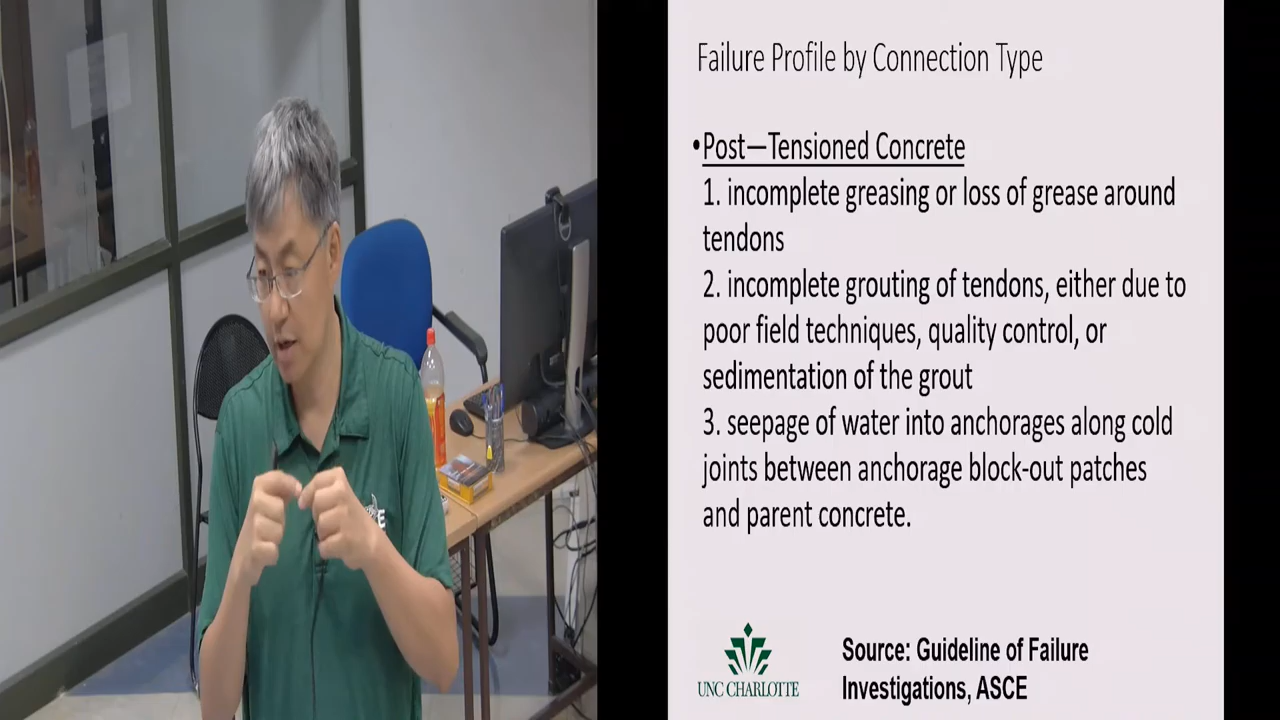 Failure Profile by Connection Type
•Post—Tensioned Concrete
1. incomplete greasing or loss of grease around
tendons
2. incomplete grouting of tendons, either due to
poor field techniques, quality control, or
sedimentation of the grout
3. seepage of water into anchorages along cold
joints between anchorage block-out patches
and parent concrete.
UNC CHARLOTTE
Source: Guideline of Failure
Investigations, ASCE